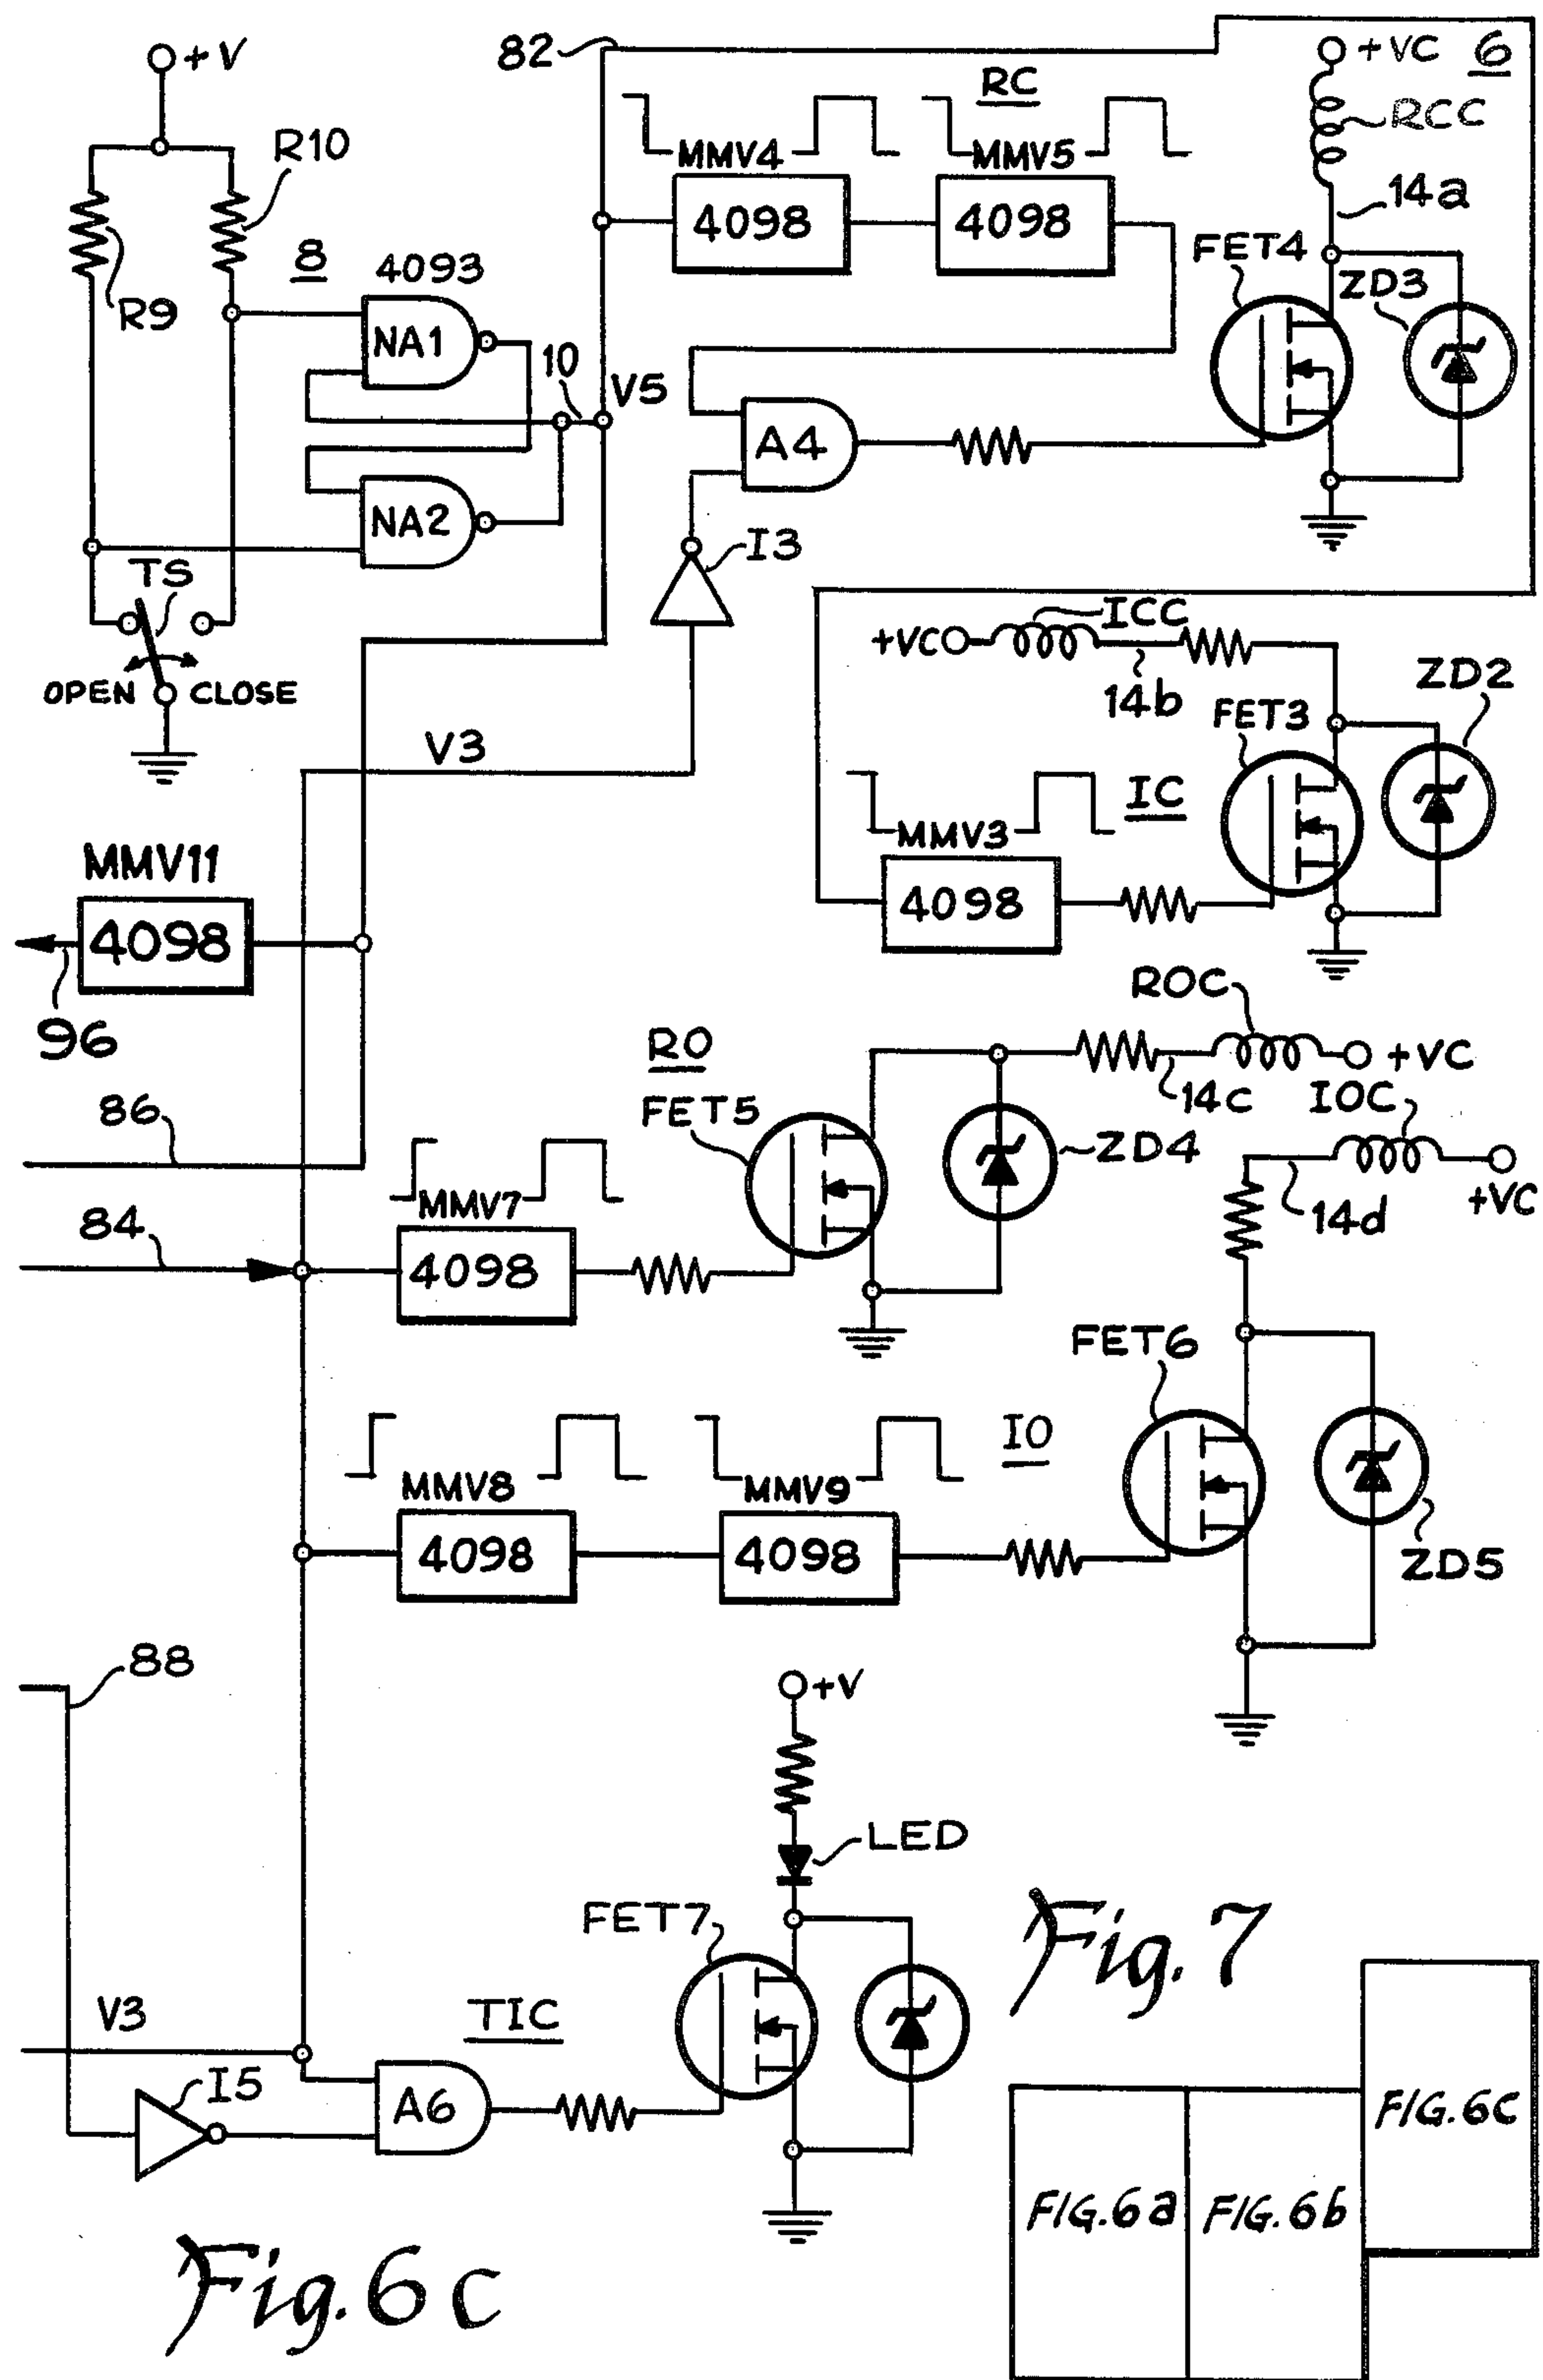 +V
82
+VC
6
RC
RCC
R10
MMV4
MMV5
14a
4098
4098
FET4
8
4093
ZD3
R9
NA1
10
V5
A4
NA2
I3
TS
ICC
+VC
OPEN
CLOSE
14b
ZD2
FET3
V3
IC
MMV3
MMV11
4098
4098
ROC
96
RO
+VC
14c
IOC
86
FET5
ZD4
MMV7
14d
+VC
84
4098
FET6
IO
MMV8
MMV9
4098
4098
ZD5
88
+V
LED
FET7
Fig. 7
V3
TIC
I5
A6
FIG. 6c
FIG. 6a
FIG. 6b
Fig. 6c